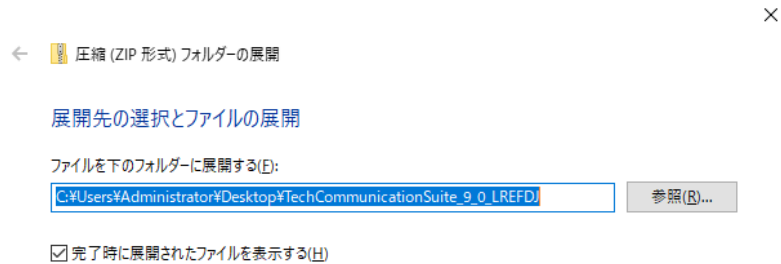 圧縮 (ZIP 形式) フォルダーの展開
展開先の選択とファイルの展開
ファイルを下のフォルダーに展開する(F):
C:¥Users¥Administrator¥Desktop¥TechCommunicationSuite_9_0_LREFDJ
参照(R)...
完了時に展開されたファイルを表示する(H)